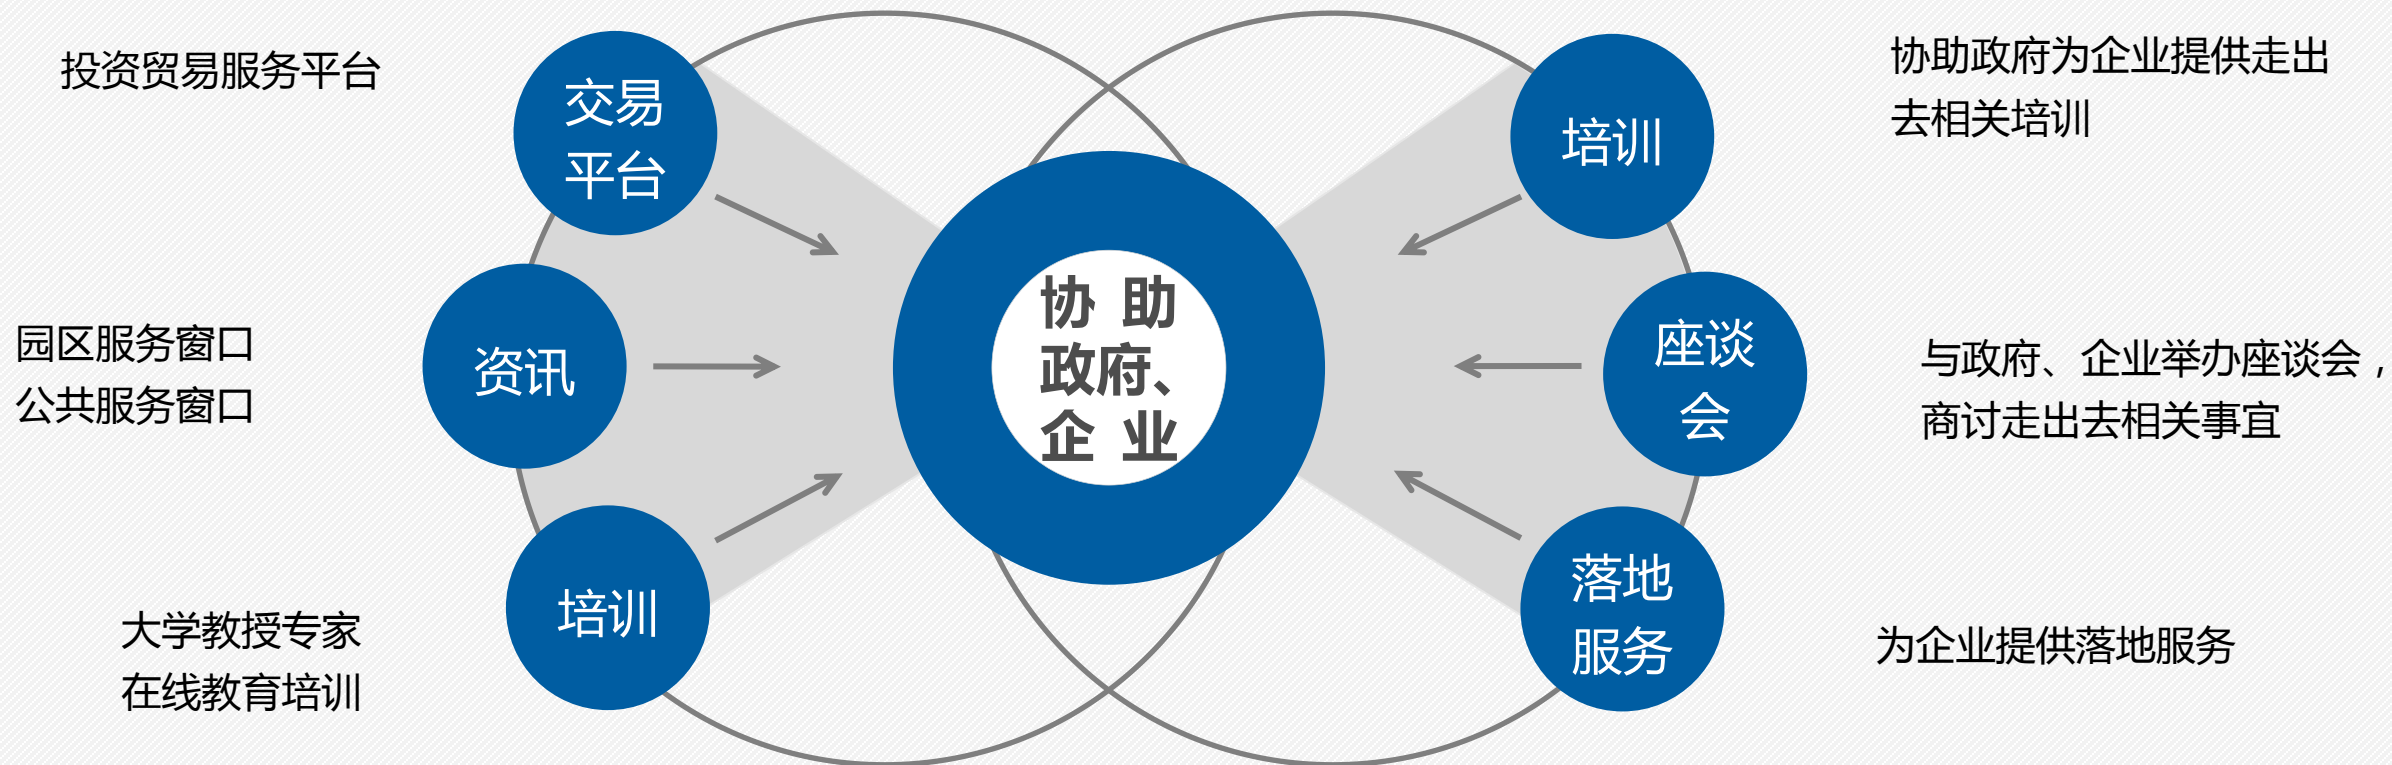 投资贸易服务平台
交易
平台
园区服务窗口
公共服务窗口
资讯
大学教授专家
在线教育培训
培训
协 助
政府、
企 业
培训
协助政府为企业提供走出
去相关培训
座谈
会
与政府、企业举办座谈会，
商讨走出去相关事宜
落地
服务
为企业提供落地服务